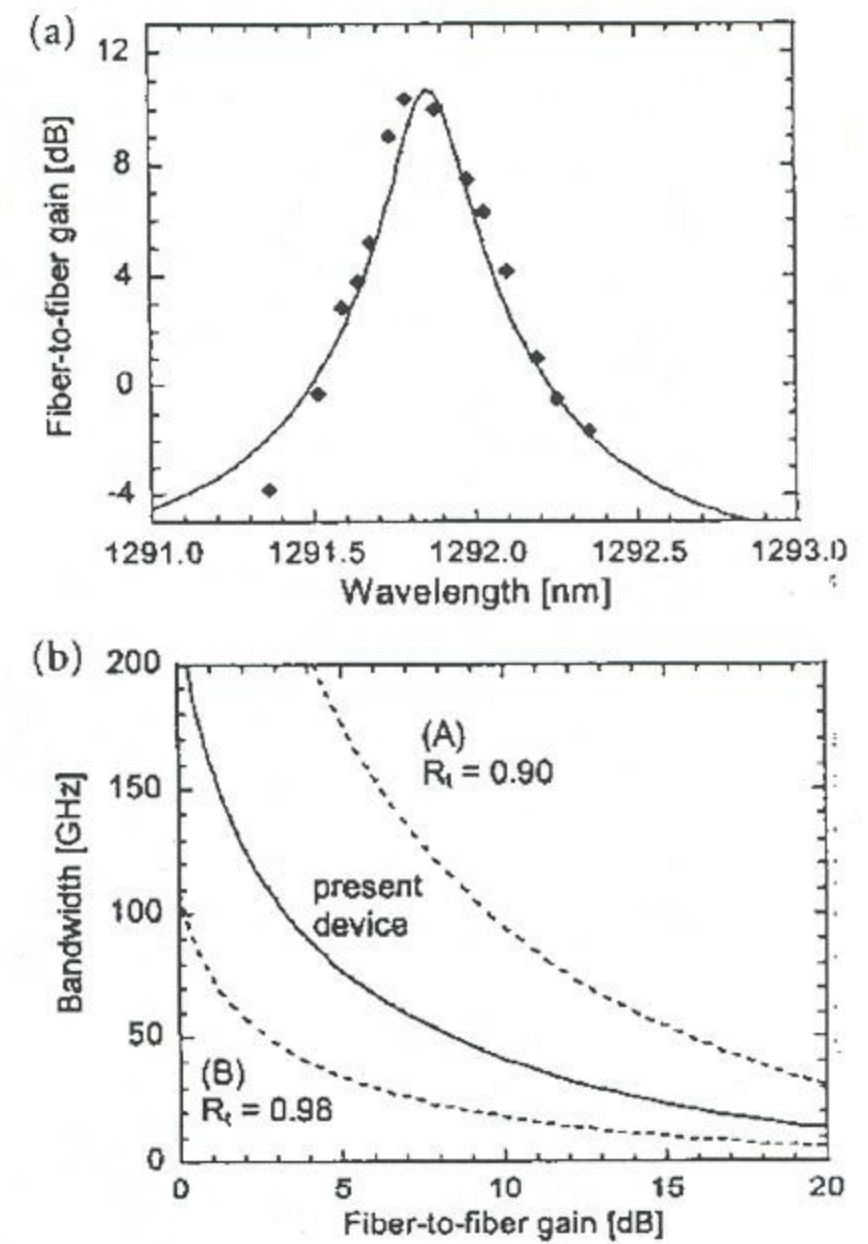 (a)
12
8
4
0
-4
Fiber-to-fiber gain [dB]
1291.0 1291.5 1292.0 1292.5 1293.0
Wavelength [nm]
(b)
200
150
100
50
0
Bandwidth [GHz]
(A)
Rₜ = 0.90
present
device
(B)
Rₜ = 0.98
0 5 10 15 20
Fiber-to-fiber gain [dB]